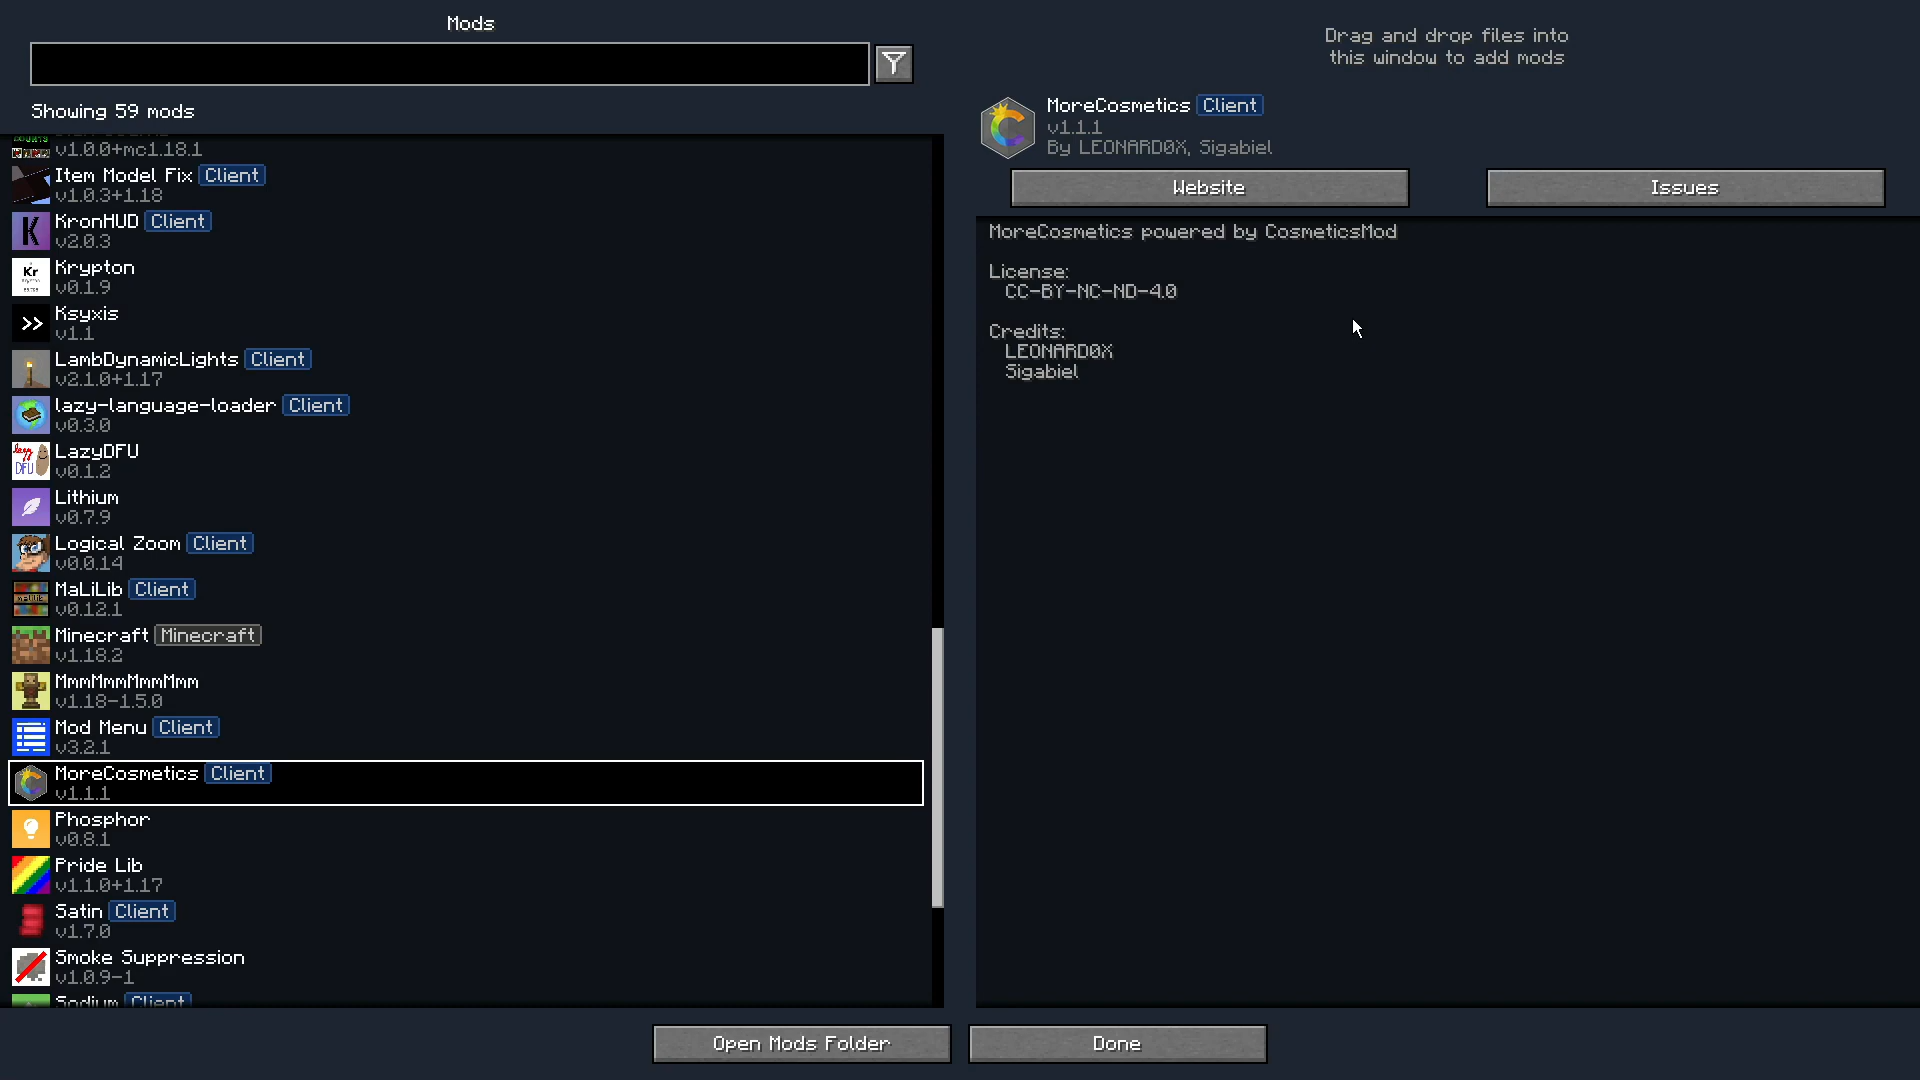 Mods
Showing 59 mods
v1.0.0+mc1.18.1
Item Model Fix Client
v1.0.3+1.18
KronHUD Client
v2.0.3
Kr
Krypton
v0.1.9
Ksyxis
v1.1
LambDynamicLights Client
v2.1.0+1.17
lazy-language-loader Client
v0.3.0
lazy DFU
LazyDFU
v0.1.2
Lithium
v0.7.9
Logical Zoom Client
v0.0.14
MaLiLib Client
v0.12.1
Minecraft Minecraft
v1.18.2
MmmMmmMmmMmm
v1.18-1.5.0
Mod Menu Client
v3.2.1
MoreCosmetics Client
v1.1.1
Phosphor
v0.8.1
Pride Lib
v1.1.0+1.17
Satin Client
v1.7.0
Smoke Suppression
v1.0.9-1
Sodium Client
Drag and drop files into
this window to add mods
MoreCosmetics Client
v1.1.1
By LEONARD0X, Sigabiel
Website Issues
MoreCosmetics powered by CosmeticsMod
License:
CC-BY-NC-ND-4.0
Credits:
LEONARD0X
Sigabiel
Open Mods Folder Done